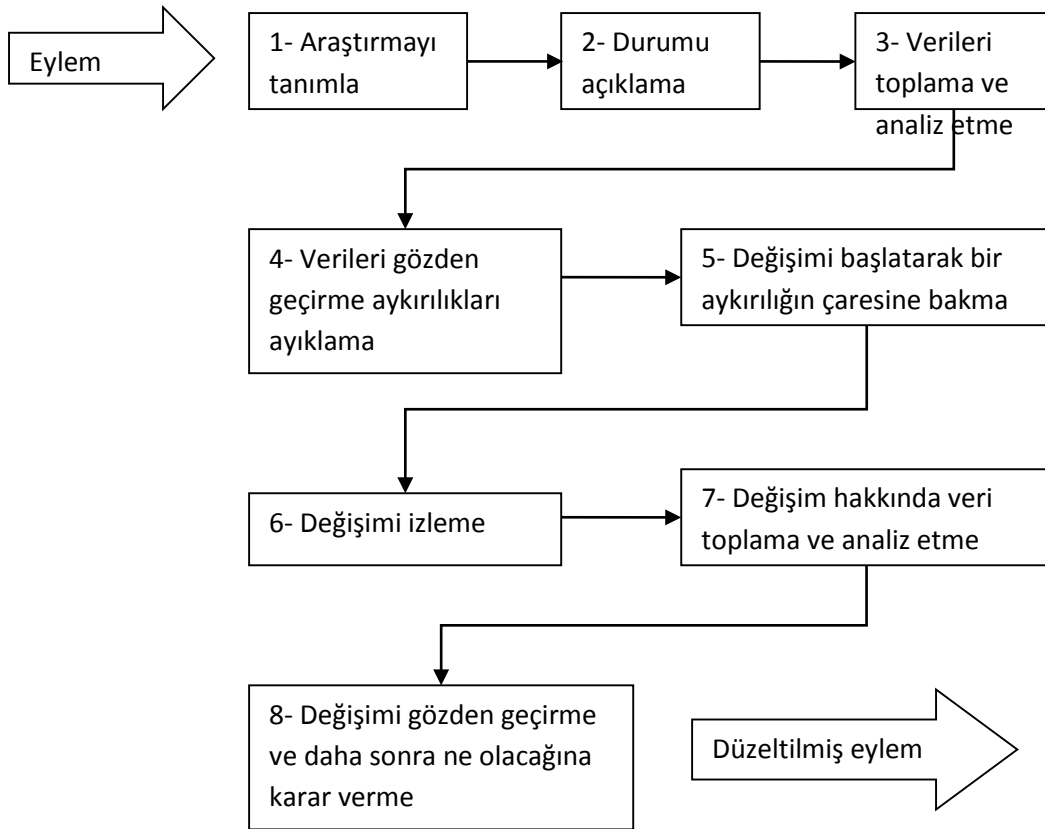 Eylem
1- Araştırmayı
tanımla
2- Durumu
açıklama
3- Verileri
toplama ve
analiz etme
4- Verileri gözden
geçirme aykırılıkları
ayıklama
5- Değişimi başlatarak bir
aykırılığın çaresine bakma
6- Değişimi izleme
7- Değişim hakkında veri
toplama ve analiz etme
8- Değişimi gözden geçirme
ve daha sonra ne olacağına
karar verme
Düzeltilmiş eylem